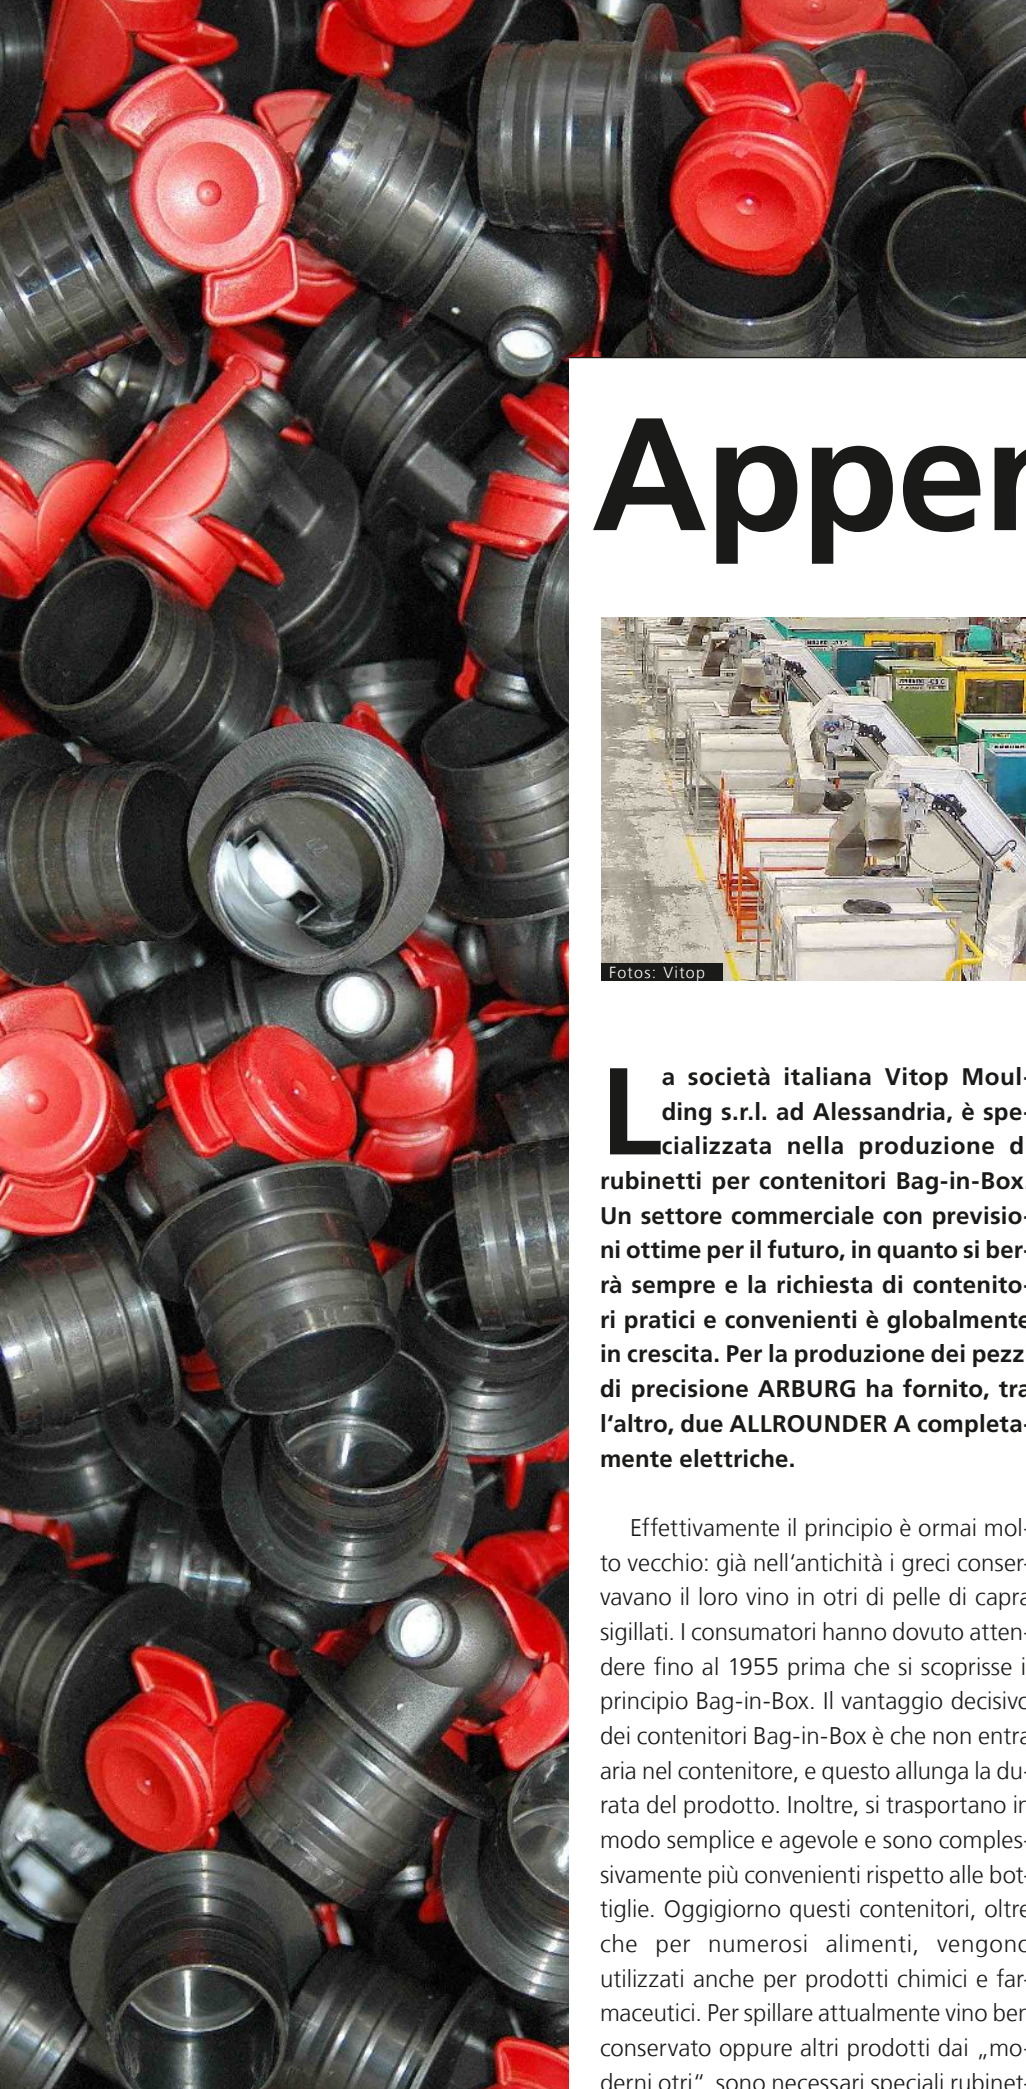 Apper
Fotos: Vitop
La società italiana Vitop Moul-
ding s.r.l. ad Alessandria, è spe-
cializzata nella produzione d
rubinetti per contenitori Bag-in-Box.
Un settore commerciale con previsio-
ni ottime per il futuro, in quanto si ber-
rà sempre e la richiesta di contenito-
ri pratici e convenienti è globalmente
in crescita. Per la produzione dei pezz
di precisione ARBURG ha fornito, tra
l‘altro, due ALLROUNDER A completa-
mente elettriche.
Effettivamente il principio è ormai mol-
to vecchio: già nell‘antichità i greci conser-
vavano il loro vino in otri di pelle di capra
sigillati. I consumatori hanno dovuto atten-
dere fino al 1955 prima che si scoprisse i
principio Bag-in-Box. Il vantaggio decisivo
dei contenitori Bag-in-Box è che non entra
aria nel contenitore, e questo allunga la du-
rata del prodotto. Inoltre, si trasportano in
modo semplice e agevole e sono comples-
sivamente più convenienti rispetto alle bot-
tiglie. Oggigiorno questi contenitori, oltre
che per numerosi alimenti, vengono
utilizzati anche per prodotti chimici e far-
maceutici. Per spillare attualmente vino ben
conservato oppure altri prodotti dai „mo-
derni otri“ sono necessari speciali rubinet-